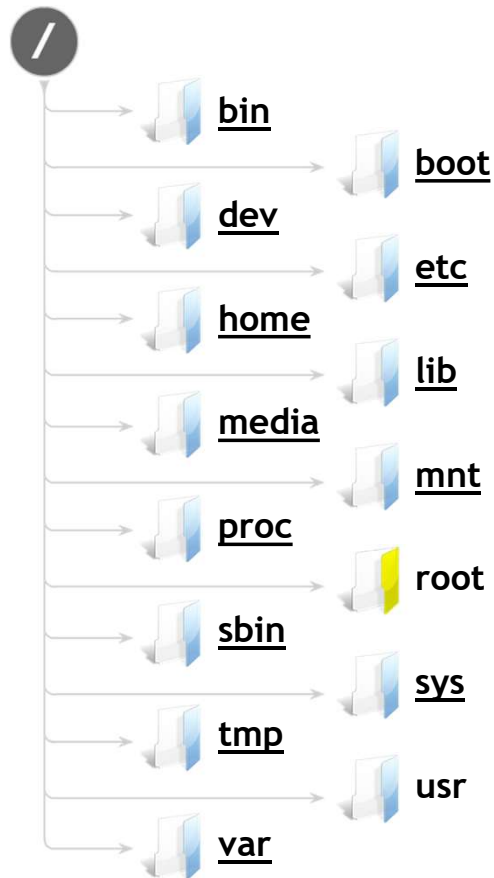 /
bin
boot
dev
etc
home
lib
media
mnt
proc
root
sbin
sys
tmp
usr
var